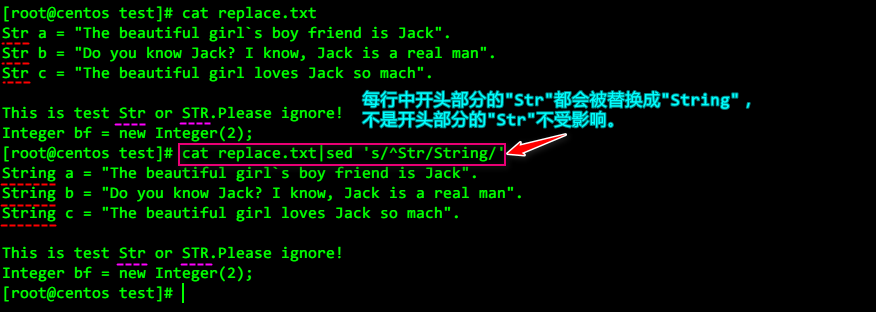 [root@centos test]# cat replace.txt
Str a = "The beautiful girl`s boy friend is Jack".
Str b = "Do you know Jack? I know, Jack is a real man".
Str c = "The beautiful girl loves Jack so mach".
This is test Str or STR.Please ignore!
每行中开头部分的"Str"都会被替换成"String"，
不是开头部分的"Str"不受影响。
Integer bf = new Integer(2);
[root@centos test]# cat replace.txt|sed 's/^Str/String/'
String a = "The beautiful girl`s boy friend is Jack".
String b = "Do you know Jack? I know, Jack is a real man".
String c = "The beautiful girl loves Jack so mach".
This is test Str or STR.Please ignore!
Integer bf = new Integer(2);
[root@centos test]#